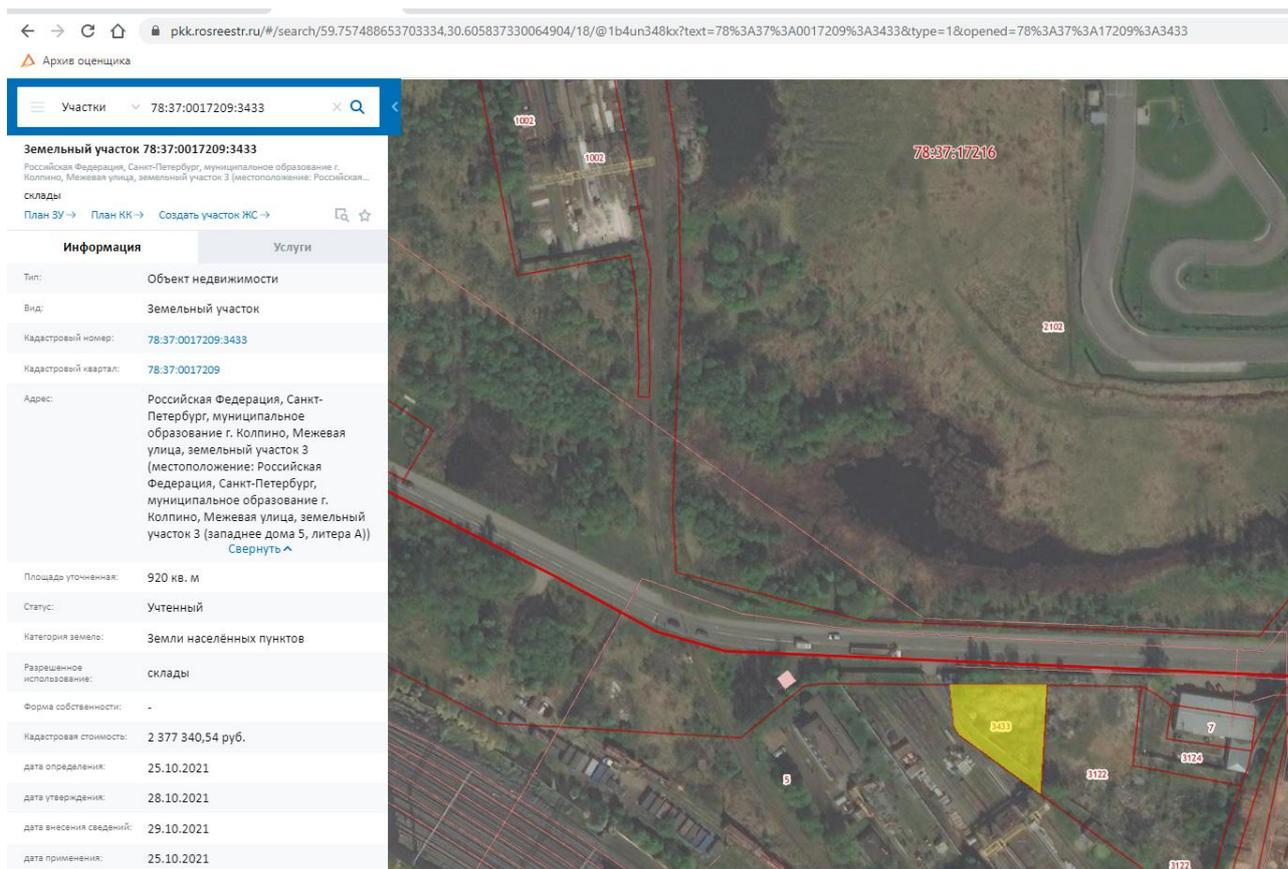 pkk.rosreestr.ru/#/search/59.757488653703334,30.605837330064904/18/@1b4un348kx?text=78%3A37%3A0017209%3A3433&type=1&opened=78%3A37%3A17209%3A3433
Архив оценщика
Участки 78:37:0017209:3433
Земельный участок 78:37:0017209:3433
Российская Федерация, Санкт-Петербург, муниципальное образование г.
Колпино, Межевая улица, земельный участок 3 (местоположение: Российская...
склады
План ЗУ→ План КК→ Создать участок ЖС→
Информация Услуги
Тип: Объект недвижимости
Вид: Земельный участок
Кадастровый номер: 78:37:0017209:3433
Кадастровый квартал: 78:37:0017209
Адрес: Российская Федерация, Санкт-
Петербург, муниципальное
образование г. Колпино, Межевая
улица, земельный участок 3
(местоположение: Российская
Федерация, Санкт-Петербург,
муниципальное образование г.
Колпино, Межевая улица, земельный
участок 3 (западнее дома 5, литера А))
Свернуть
Площадь уточненная: 920 кв. м
Статус: Учтенный
Категория земель: Земли населённых пунктов
Разрешенное
использование: склады
Форма собственности: -
Кадастровая стоимость: 2 377 340,54 руб.
дата определения: 25.10.2021
дата утверждения: 28.10.2021
дата внесения сведений: 29.10.2021
дата применения: 25.10.2021
1002
1002
78:37:17216
2102
3433
7
3124
3122
5
3122